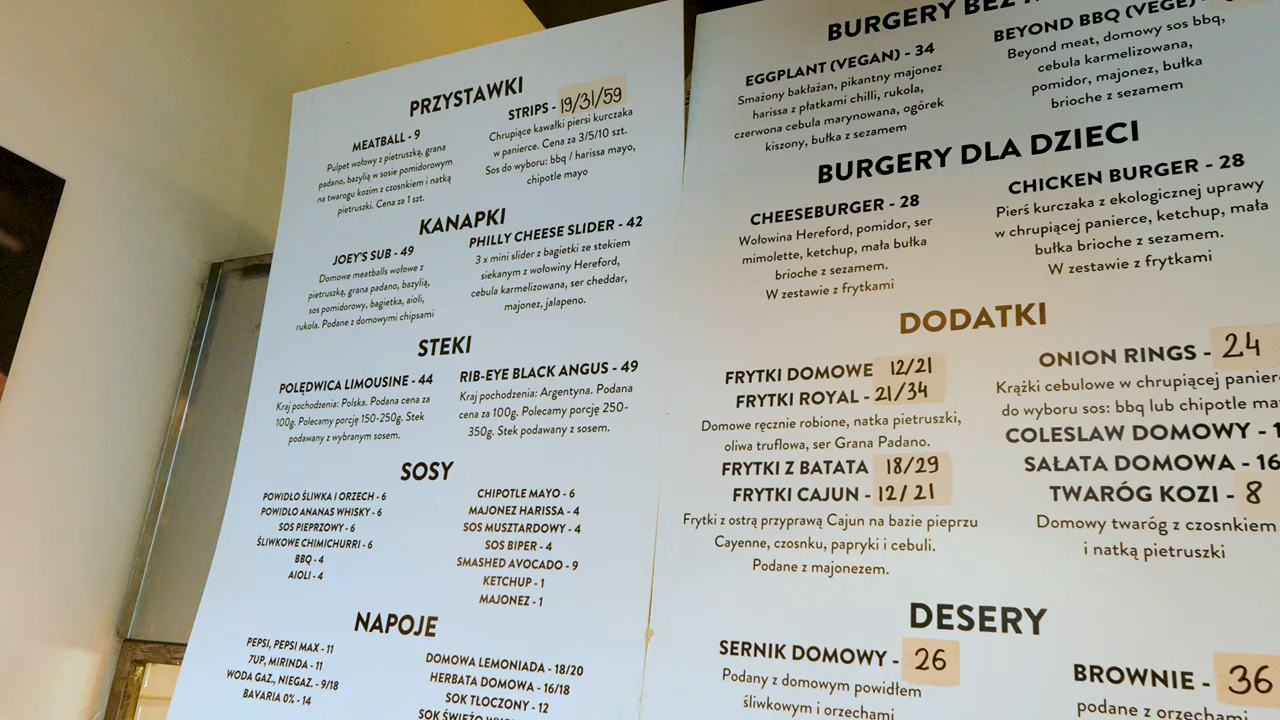 PRZYSTAWKI
MEATBALL - 9
Pulpet wołowy z pietruszką, grana
padano, bazylią w sosie pomidorowym
na twarogu kozim z czosnkiem i natką
pietruszki. Cena za 1 szt.
STRIPS - 19/31/59
Chrupiące kawałki piersi kurczaka
w panierce. Cena za 3/5/10 szt.
Sos do wyboru: bbq / harissa mayo,
chipotle mayo
KANAPKI
JOEY'S SUB - 49
Domowe meatballs wołowe z
pietruszką, grana padano, bazylią,
sos pomidorowy, bagietka, aioli,
rukola. Podane z domowymi chipsami
PHILLY CHEESE SLIDER - 42
3 x mini slider z bagietki ze stekiem
siekanym z wołowiny Hereford,
cebula karmelizowana, ser cheddar,
majonez, jalapeno.
STEKI
POLĘDWICA LIMOUSINE - 44
Kraj pochodzenia: Polska. Podana cena za
100g. Polecamy porcję 150-250g. Stek
podawany z wybranym sosem.
RIB-EYE BLACK ANGUS - 49
Kraj pochodzenia: Argentyna. Podana
cena za 100g. Polecamy porcję 250-
350g. Stek podawany z sosem.
SOSY
POWIDŁO ŚLIWKA I ORZECH - 6
POWIDŁO ANANAS WHISKY - 6
SOS PIEPRZOWY - 6
ŚLIWKOWE CHIMICHURRI - 6
BBQ - 4
AIOLI - 4
CHIPOTLE MAYO - 6
MAJONEZ HARISSA - 4
SOS MUSZTARDOWY - 4
SOS BIPER - 4
SMASHED AVOCADO - 9
KETCHUP - 1
MAJONEZ - 1
NAPOJE
PEPSI, PEPSI MAX - 11
7UP, MIRINDA - 11
WODA GAZ., NIEGAZ. - 9/18
BAVARIA 0% - 14
DOMOWA LEMONIADA - 18/20
HERBATA DOMOWA - 16/18
SOK TŁOCZONY - 12
SOK
BURGERY BEZ
EGGPLANT (VEGAN) - 34
Smażony bakłażan, pikantny majonez
harissa z płatkami chilli, rukola,
czerwona cebula marynowana, ogórek
kiszony, bułka z sezamem
BEYOND BBQ (VEGE)
Beyond meat, domowy sos bbq,
cebula karmelizowana,
pomidor, majonez, bułka
brioche z sezamem
BURGERY DLA DZIECI
CHEESEBURGER - 28
Wołowina Hereford, pomidor, ser
mimolette, ketchup, mała bułka
brioche z sezamem.
W zestawie z frytkami
CHICKEN BURGER - 28
Pierś kurczaka z ekologicznej uprawy
w chrupiącej panierce, ketchup, mała
bułka brioche z sezamem.
W zestawie z frytkami
DODATKI
FRYTKI DOMOWE 12/21
FRYTKI ROYAL - 21/34
Domowe ręcznie robione, natka pietruszki,
oliwa truflowa, ser Grana Padano.
FRYTKI Z BATATA 18/29
FRYTKI CAJUN - 12/21
Frytki z ostrą przyprawą Cajun na bazie pieprzu
Cayenne, czosnku, papryki i cebuli.
Podane z majonezem.
ONION RINGS - 24
Krążki cebulowe w chrupiącej
do wyboru sos: bbq lub chipotle
COLESLAW DOMOWY -
SAŁATA DOMOWA - 16
TWARÓG KOZI - 8
Domowy twaróg z czosnkiem
i natką pietruszki
DESERY
SERNIK DOMOWY - 26
Podany z domowym powidłem
śliwkowym i orzechami
BROWNIE - 36
podane z orzechami